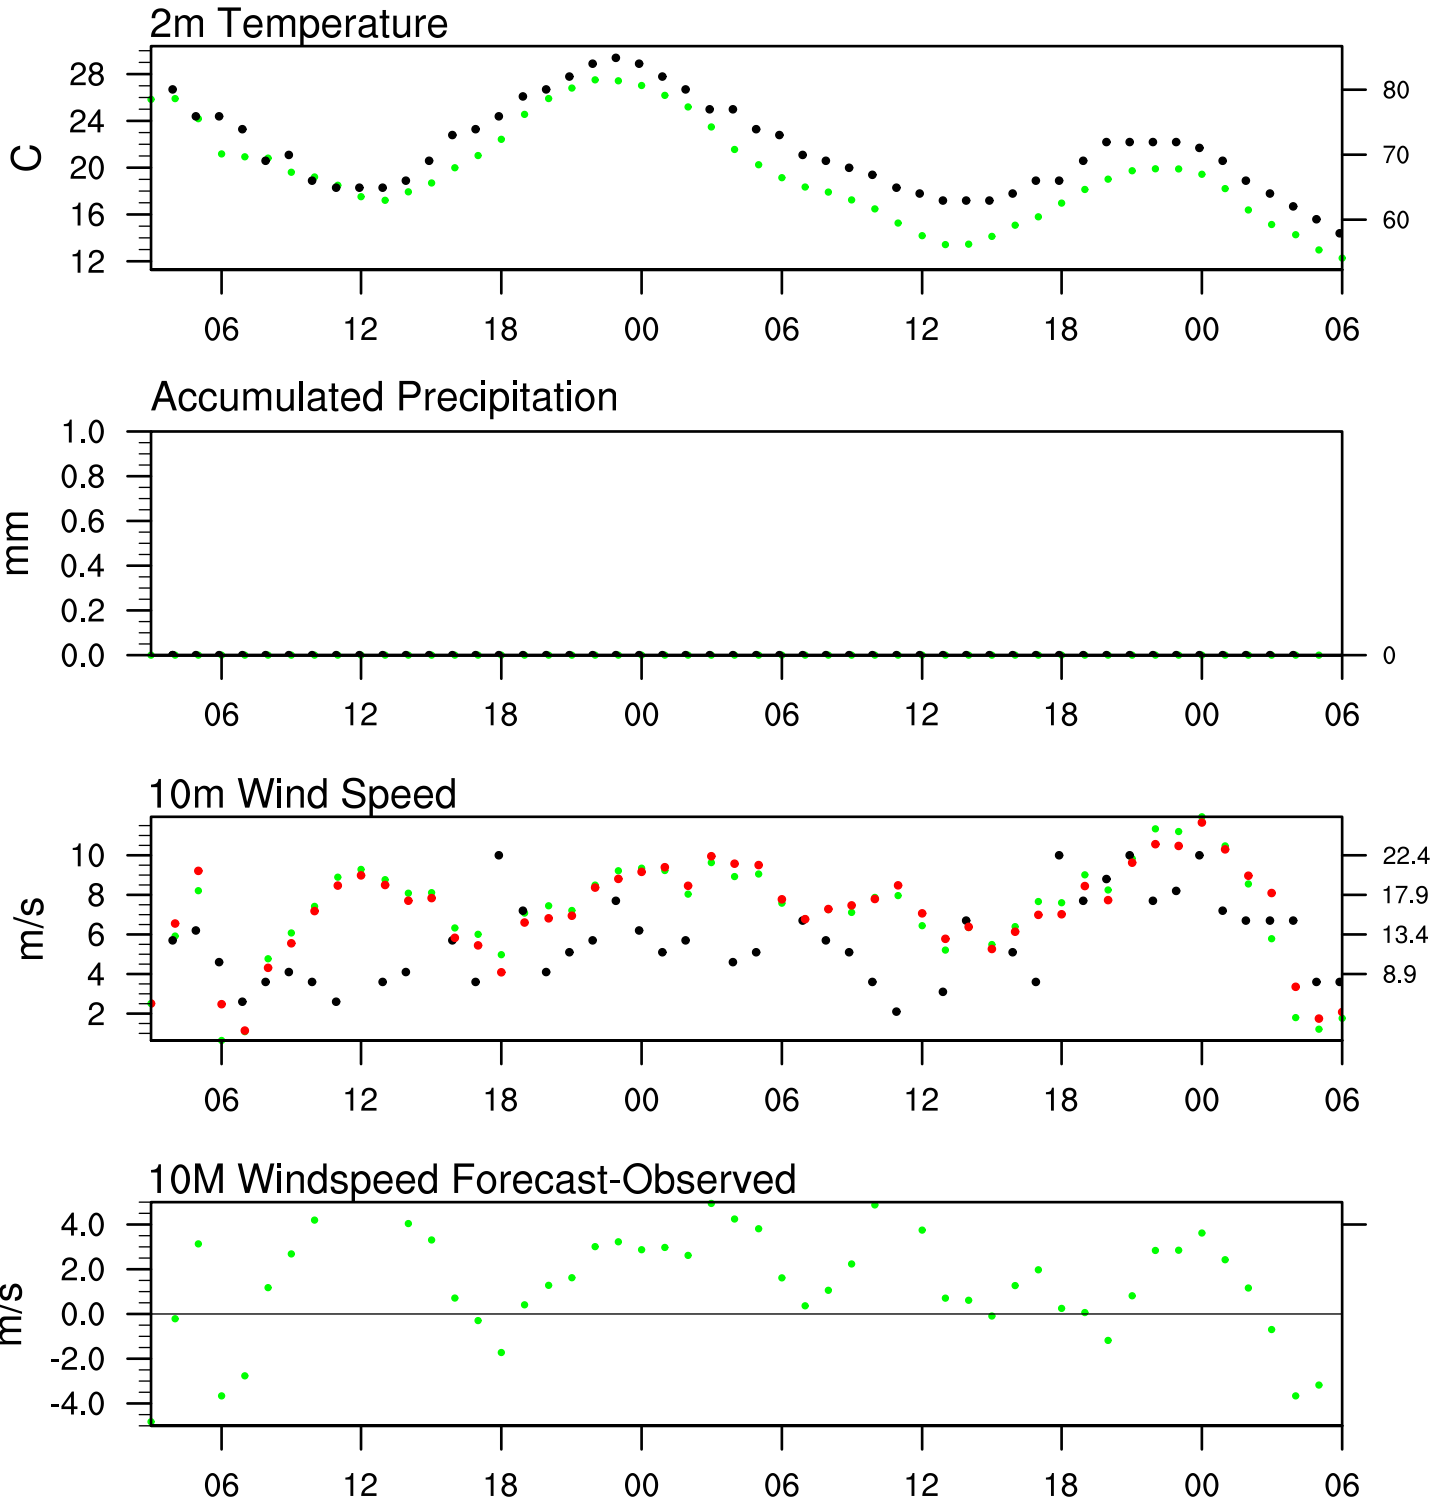 2m Temperature
28
24
20
16
12
C
80
70
60
06 12 18 00 06 12 18 00 06
Accumulated Precipitation
1.0
0.8
0.6
0.4
0.2
0.0
mm
0
06 12 18 00 06 12 18 00 06
10m Wind Speed
10
8
6
4
2
m/s
22.4
17.9
13.4
8.9
06 12 18 00 06 12 18 00 06
10M Windspeed Forecast-Observed
4.0
2.0
0.0
-2.0
-4.0
m/s
06 12 18 00 06 12 18 00 06